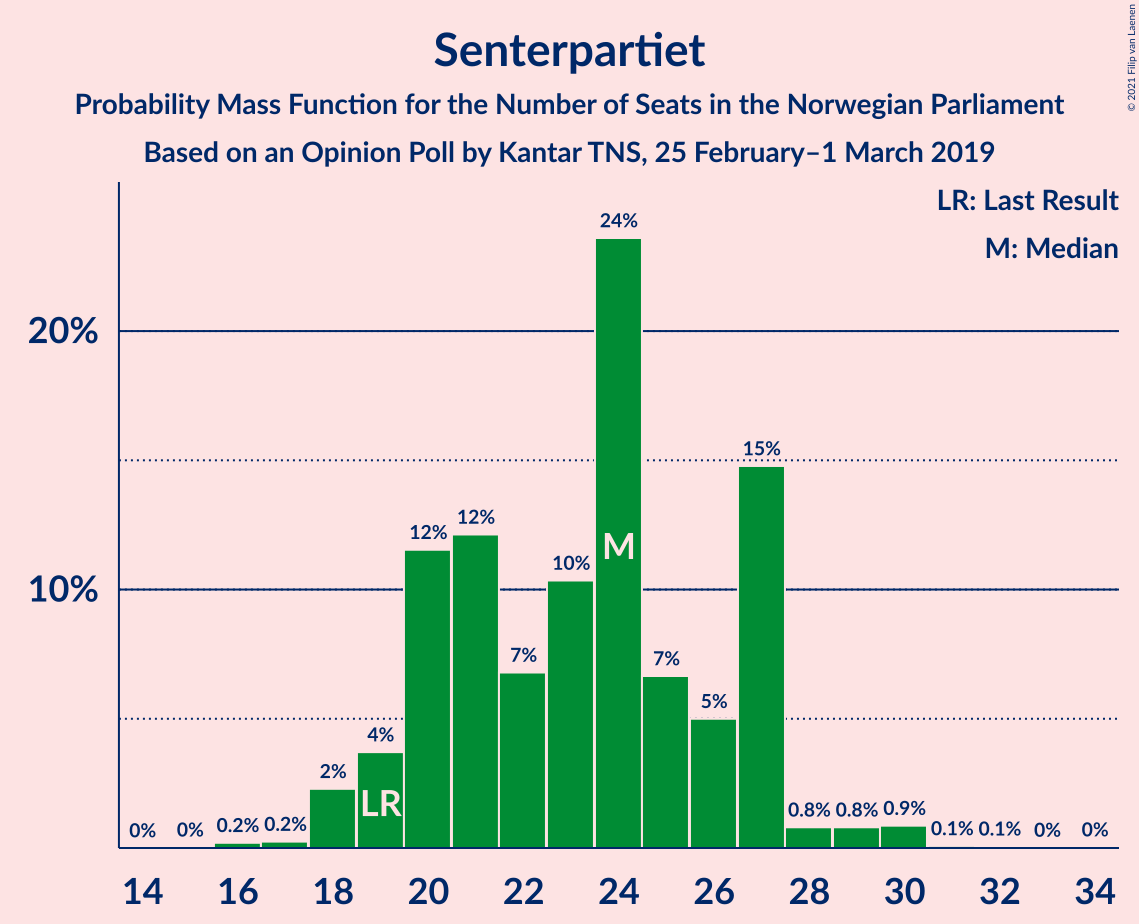 Senterpartiet
Probability Mass Function for the Number of Seats in the Norwegian Parliament
Based on an Opinion Poll by Kantar TNS, 25 February–1 March 2019
© 2021 Filip van Laenen
LR: Last Result
M: Median
20%
10%
0% 0% 0.2% 0.2% 2% 4% 12% 12% 7% 10% 24% 7% 5% 15% 0.8% 0.8% 0.9% 0.1% 0.1% 0% 0%
LR
M
14 16 18 20 22 24 26 28 30 32 34